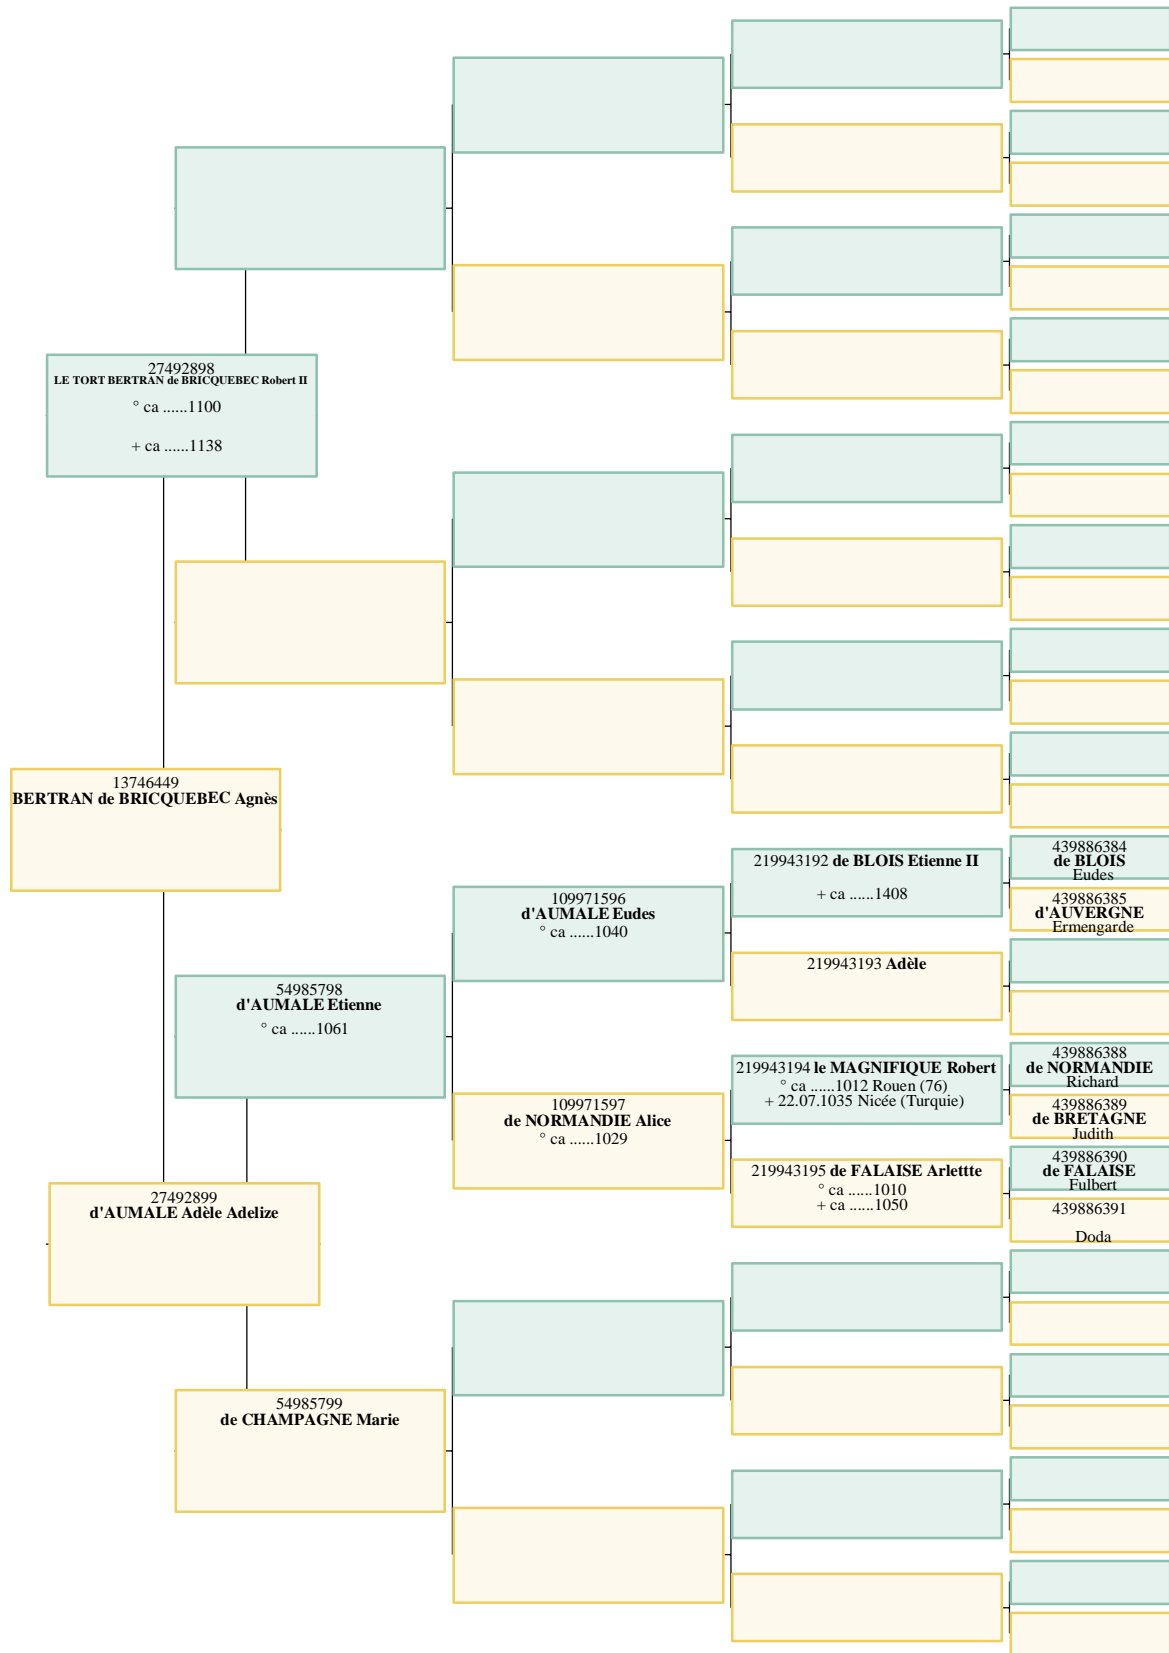 27492898
LE TORT BERTRAN de BRICQUEBEC Robert II
° ca ......1100
+ ca ......1138
13746449
BERTRAN de BRICQUEBEC Agnès
219943192 de BLOIS Etienne II
+ ca ......1408
439886384
de BLOIS
Eudes
439886385
d'AUVERGNE
Ermengarde
109971596
d'AUMALE Eudes
° ca ......1040
219943193 Adèle
54985798
d'AUMALE Etienne
° ca ......1061
219943194 le MAGNIFIQUE Robert
° ca ......1012 Rouen (76)
+ 22.07.1035 Nicée (Turquie)
439886388
de NORMANDIE
Richard
439886389
de BRETAGNE
Judith
109971597
de NORMANDIE Alice
° ca ......1029
219943195 de FALAISE Arlettte
° ca ......1010
+ ca ......1050
439886390
de FALAISE
Fulbert
439886391
Doda
27492899
d'AUMALE Adèle Adelize
54985799
de CHAMPAGNE Marie